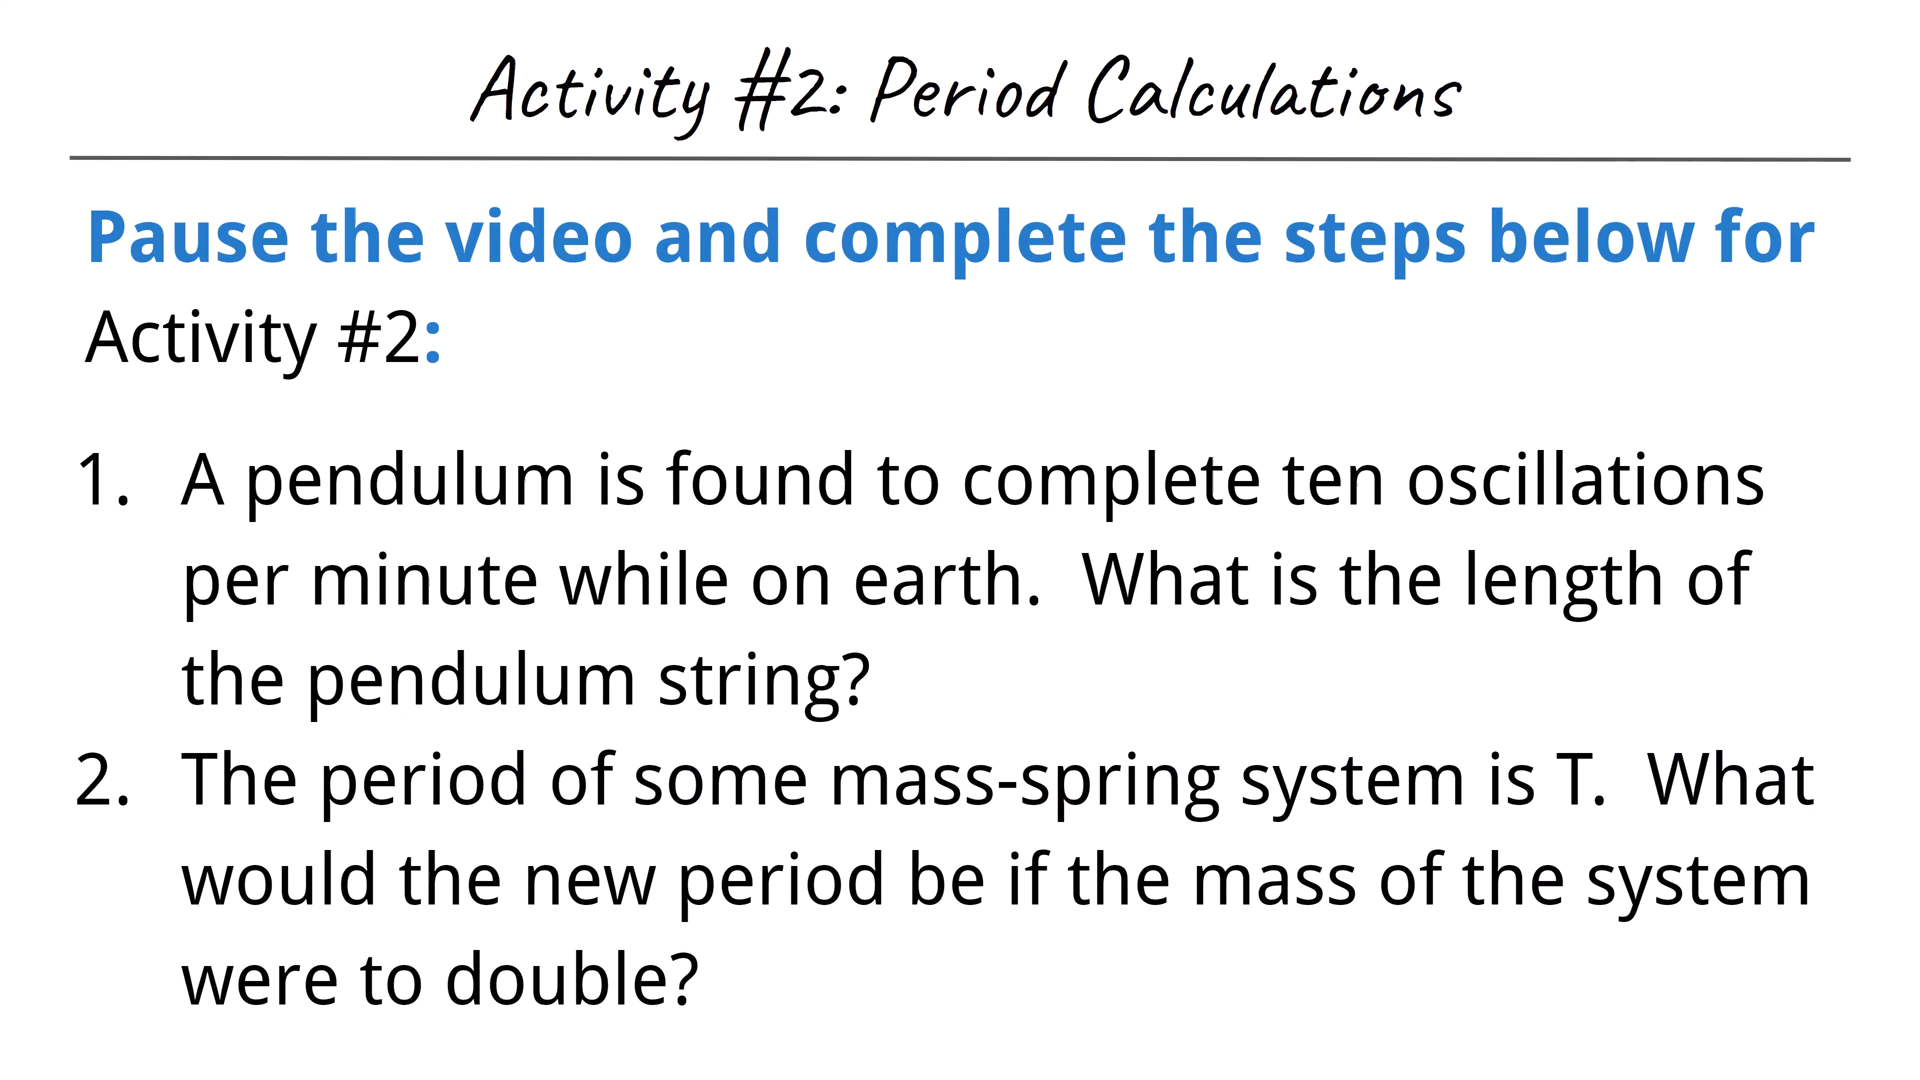 Activity #2: Period Calculations
Pause the video and complete the steps below for
Activity #2:
1. A pendulum is found to complete ten oscillations
per minute while on earth.  What is the length of
the pendulum string?
2. The period of some mass-spring system is T.  What
would the new period be if the mass of the system
were to double?